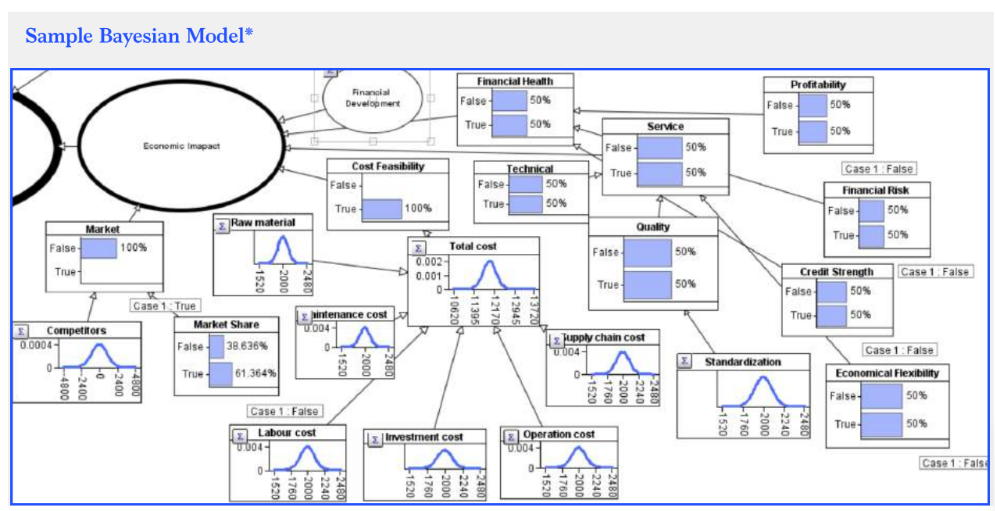 Sample Bayesian Model*
Financial
Development
Economic Imapact
Financial Health
False
50%
True
50%
Profitability
False
50%
True
50%
Service
False
50%
True
50%
Case 1 : False
Cost Feasibility
False
True
100%
Technical
False
50%
True
50%
Financial Risk
False
50%
True
50%
Market
False
100%
True
Case 1 : True
Σ
Raw material
1520
2000
2480
Σ
Total cost
0.002
0.001
0
10620
11395
12170
12945
13720
Quality
False
50%
True
50%
Credit Strength
False
50%
True
50%
Case 1 : False
Σ
Competitors
0.0004
0
-4800
-2400
-0
2400
4800
Market Share
False
38.636%
True
61.364%
Case 1 : False
Σ
aintenance cost
0.004
0
1520
2000
2480
Σ
upply chain cost
0.004
0
1520
1760
2000
2240
2480
Case 1 : False
Σ
Standardization
1520
1760
2000
2240
2480
Economical Flexibility
False
50%
True
50%
Case 1 : False
Σ
Labour cost
0.004
0
1520
1760
2000
2240
2480
Σ
Investment cost
0.004
0
1520
1760
2000
2240
2480
Σ
Operation cost
0.004
0
1520
1760
2000
2240
2480